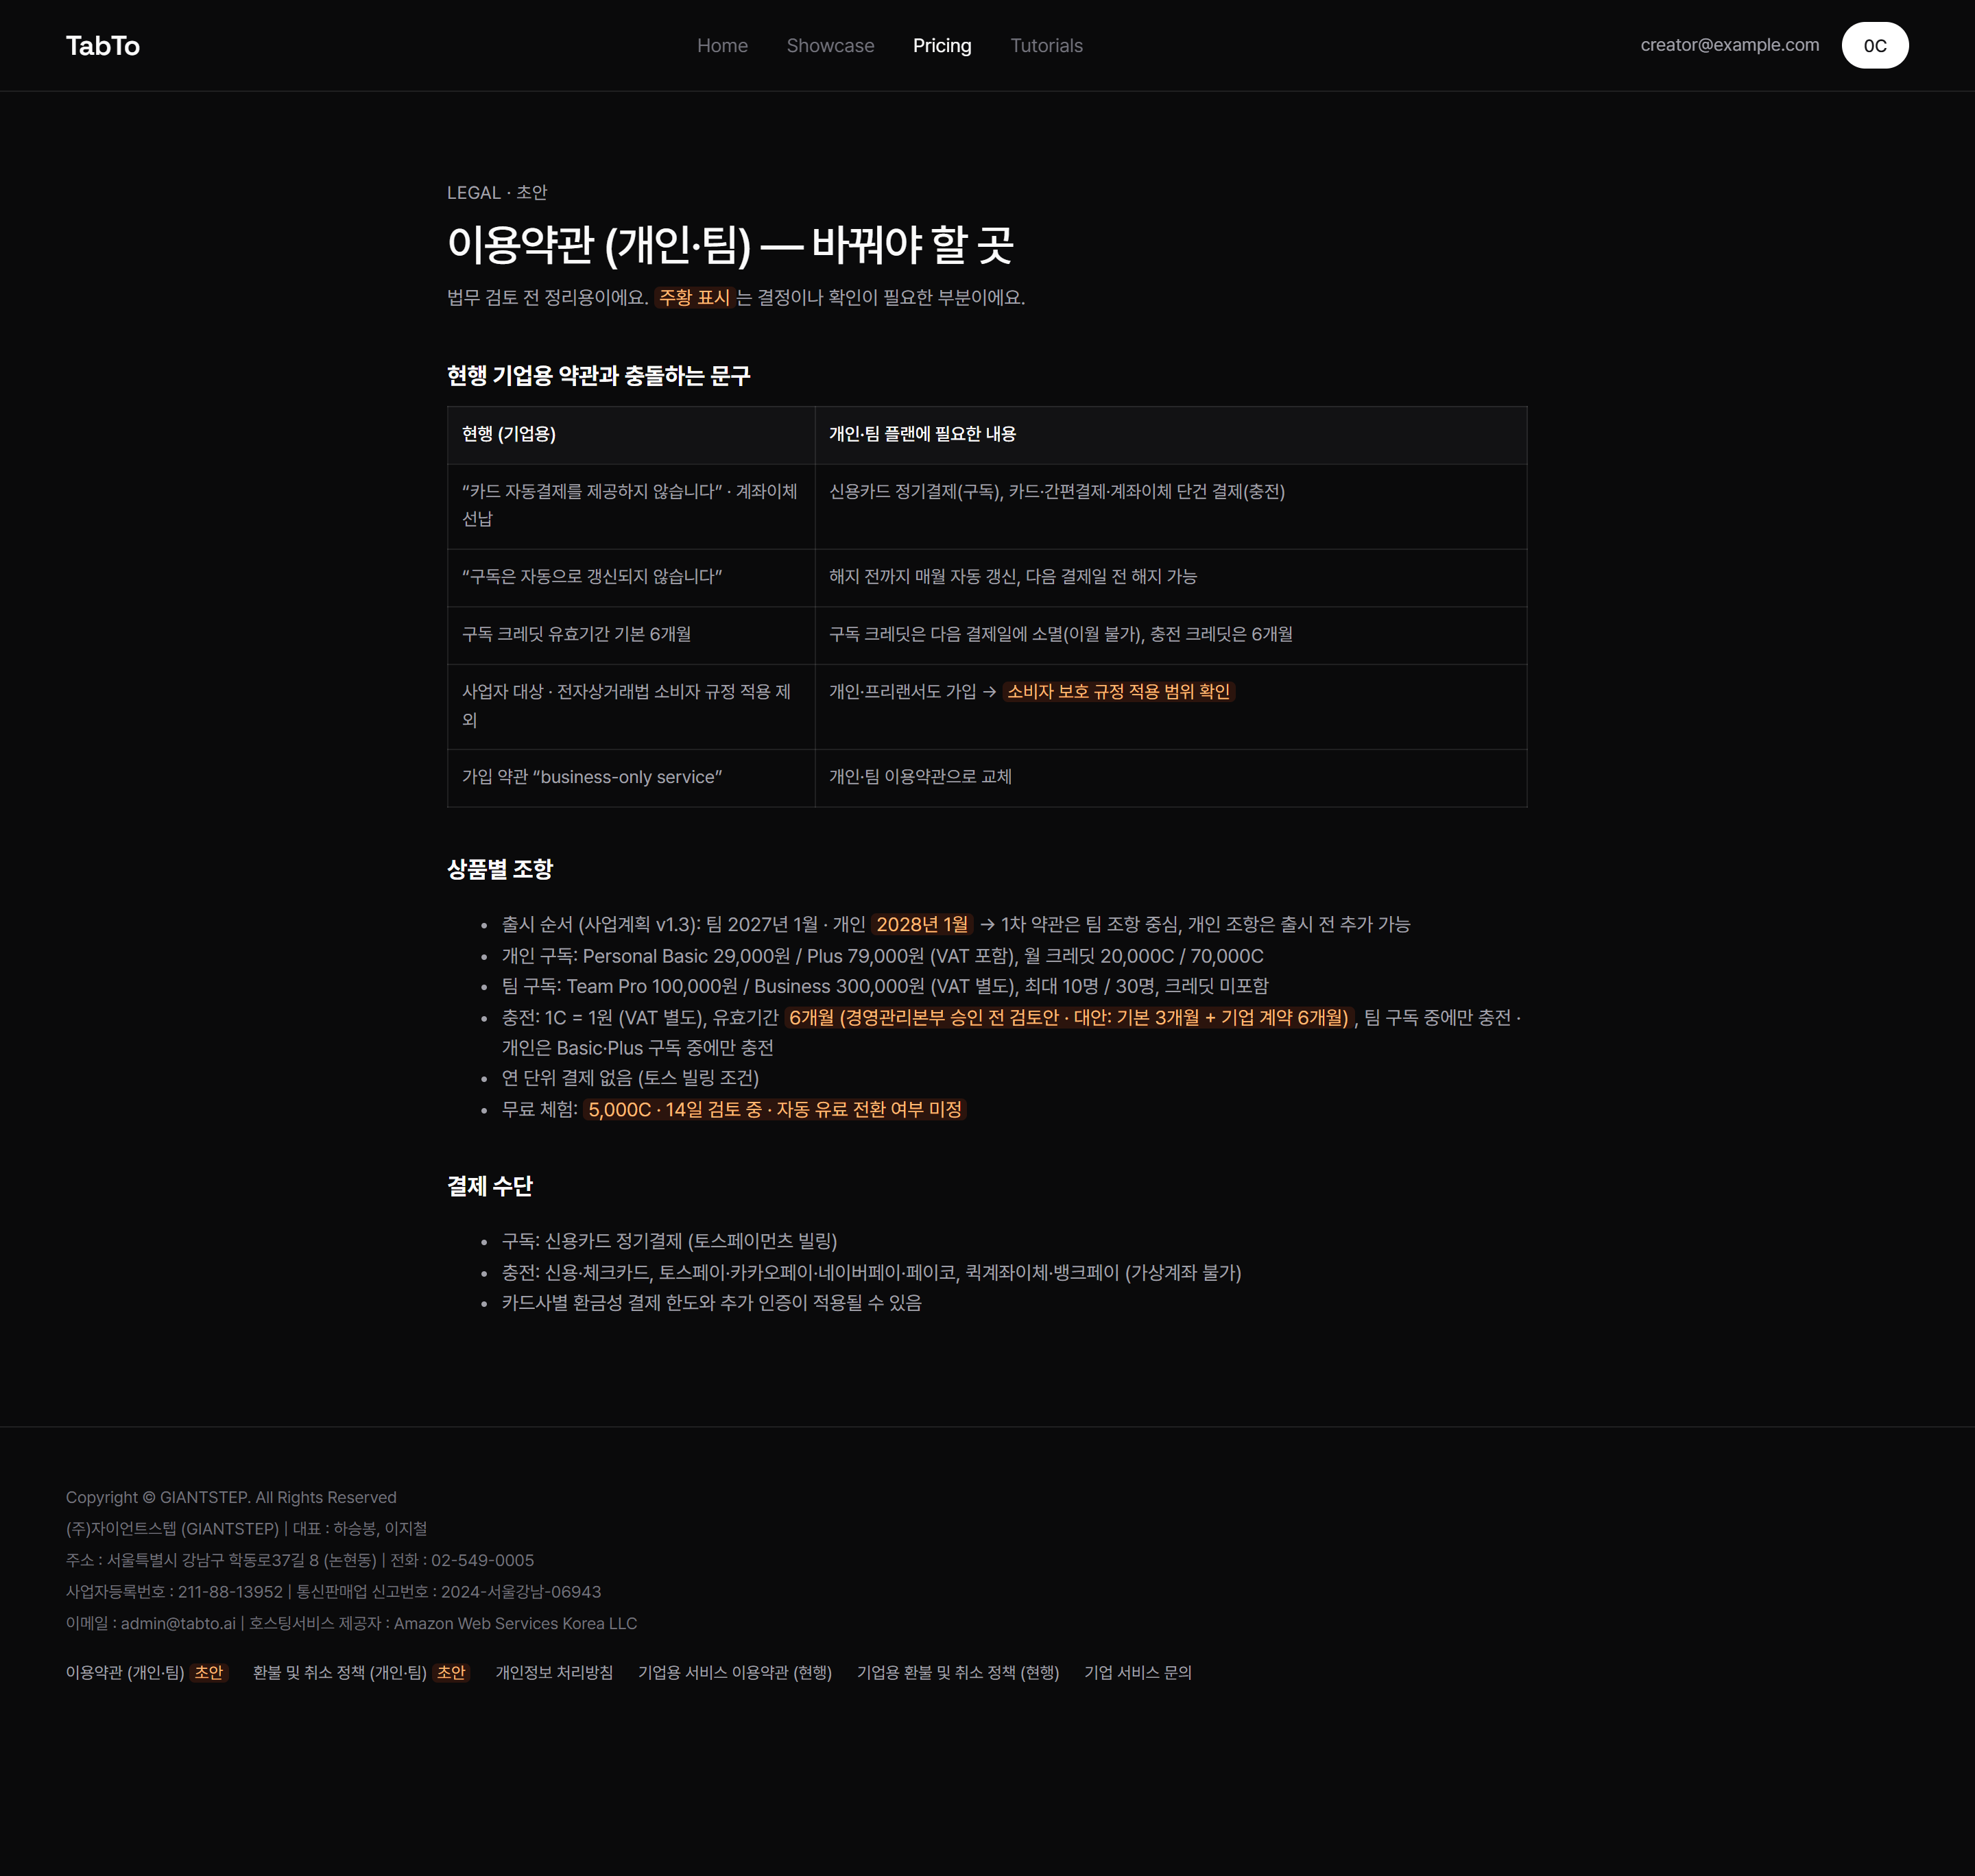 TabTo
Home
Showcase
Pricing
Tutorials
creator@example.com
0C
LEGAL · 초안
이용약관 (개인·팀) — 바꿔야 할 곳
법무 검토 전 정리용이에요. 주황 표시는 결정이나 확인이 필요한 부분이에요.
현행 기업용 약관과 충돌하는 문구
현행 (기업용)
개인·팀 플랜에 필요한 내용
“카드 자동결제를 제공하지 않습니다” · 계좌이체
선납
신용카드 정기결제(구독), 카드·간편결제·계좌이체 단건 결제(충전)
“구독은 자동으로 갱신되지 않습니다”
해지 전까지 매월 자동 갱신, 다음 결제일 전 해지 가능
구독 크레딧 유효기간 기본 6개월
구독 크레딧은 다음 결제일에 소멸(이월 불가), 충전 크레딧은 6개월
사업자 대상 · 전자상거래법 소비자 규정 적용 제
외
개인·프리랜서도 가입 → 소비자 보호 규정 적용 범위 확인
가입 약관 “business-only service”
개인·팀 이용약관으로 교체
상품별 조항
• 출시 순서 (사업계획 v1.3): 팀 2027년 1월 · 개인 2028년 1월 → 1차 약관은 팀 조항 중심, 개인 조항은 출시 전 추가 가능
• 개인 구독: Personal Basic 29,000원 / Plus 79,000원 (VAT 포함), 월 크레딧 20,000C / 70,000C
• 팀 구독: Team Pro 100,000원 / Business 300,000원 (VAT 별도), 최대 10명 / 30명, 크레딧 미포함
• 충전: 1C = 1원 (VAT 별도), 유효기간 6개월 (경영관리본부 승인 전 검토안 · 대안: 기본 3개월 + 기업 계약 6개월) , 팀 구독 중에만 충전 ·
개인은 Basic·Plus 구독 중에만 충전
• 연 단위 결제 없음 (토스 빌링 조건)
• 무료 체험: 5,000C · 14일 검토 중 · 자동 유료 전환 여부 미정
결제 수단
• 구독: 신용카드 정기결제 (토스페이먼츠 빌링)
• 충전: 신용·체크카드, 토스페이·카카오페이·네이버페이·페이코, 퀵계좌이체·뱅크페이 (가상계좌 불가)
• 카드사별 환금성 결제 한도와 추가 인증이 적용될 수 있음
Copyright © GIANTSTEP. All Rights Reserved
(주)자이언트스텝 (GIANTSTEP) | 대표 : 하승봉, 이지철
주소 : 서울특별시 강남구 학동로37길 8 (논현동) | 전화 : 02-549-0005
사업자등록번호 : 211-88-13952 | 통신판매업 신고번호 : 2024-서울강남-06943
이메일 : admin@tabto.ai | 호스팅서비스 제공자 : Amazon Web Services Korea LLC
이용약관 (개인·팀) 초안
환불 및 취소 정책 (개인·팀) 초안
개인정보 처리방침
기업용 서비스 이용약관 (현행)
기업용 환불 및 취소 정책 (현행)
기업 서비스 문의